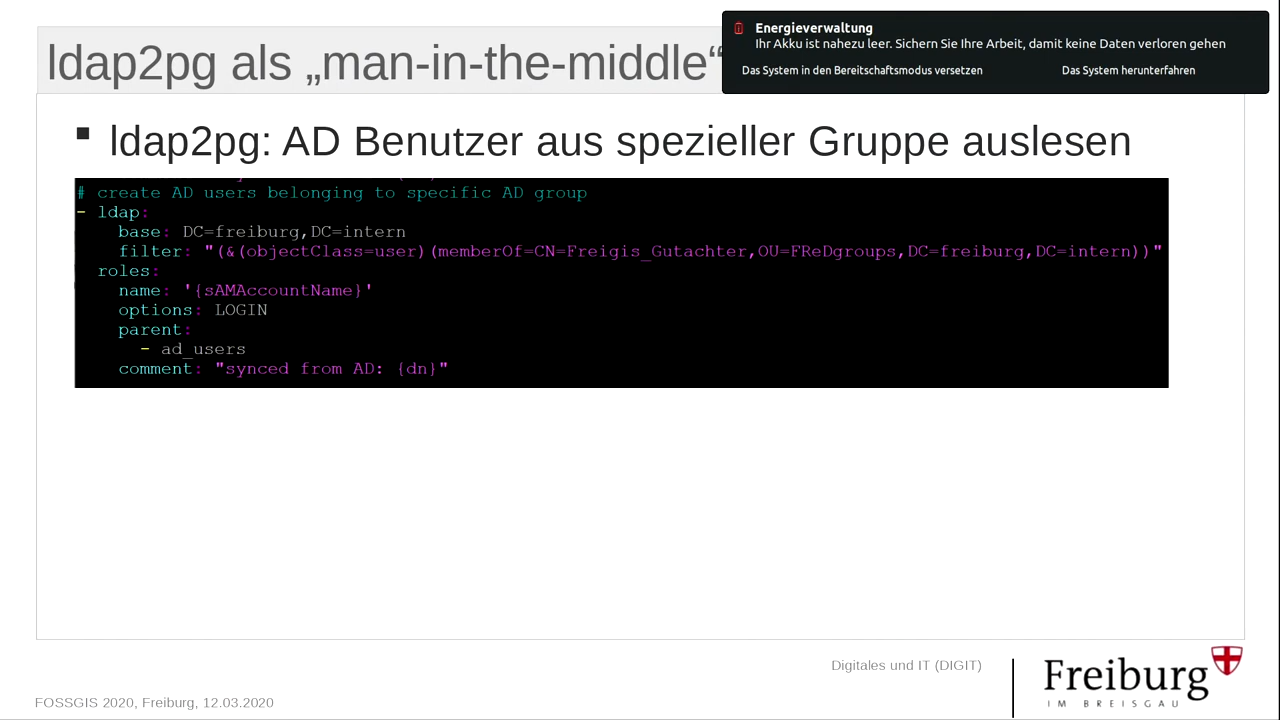 ldap2pg als „man-in-the-middle“
Energieverwaltung
Ihr Akku ist nahezu leer. Sichern Sie Ihre Arbeit, damit keine Daten verloren gehen
Das System in den Bereitschaftsmodus versetzen
Das System herunterfahren
ldap2pg: AD Benutzer aus spezieller Gruppe auslesen
# create AD users belonging to specific AD group
- ldap:
base: DC=freiburg,DC=intern
filter: "(&(objectClass=user)(memberOf=CN=Freigis_Gutachter,OU=FReDgroups,DC=freiburg,DC=intern))"
roles:
name: '{sAMAccountName}'
options: LOGIN
parent:
- ad_users
comment: "synced from AD: {dn}"
Digitales und IT (DIGIT)
Freiburg
IM BREISGAU
FOSSGIS 2020, Freiburg, 12.03.2020